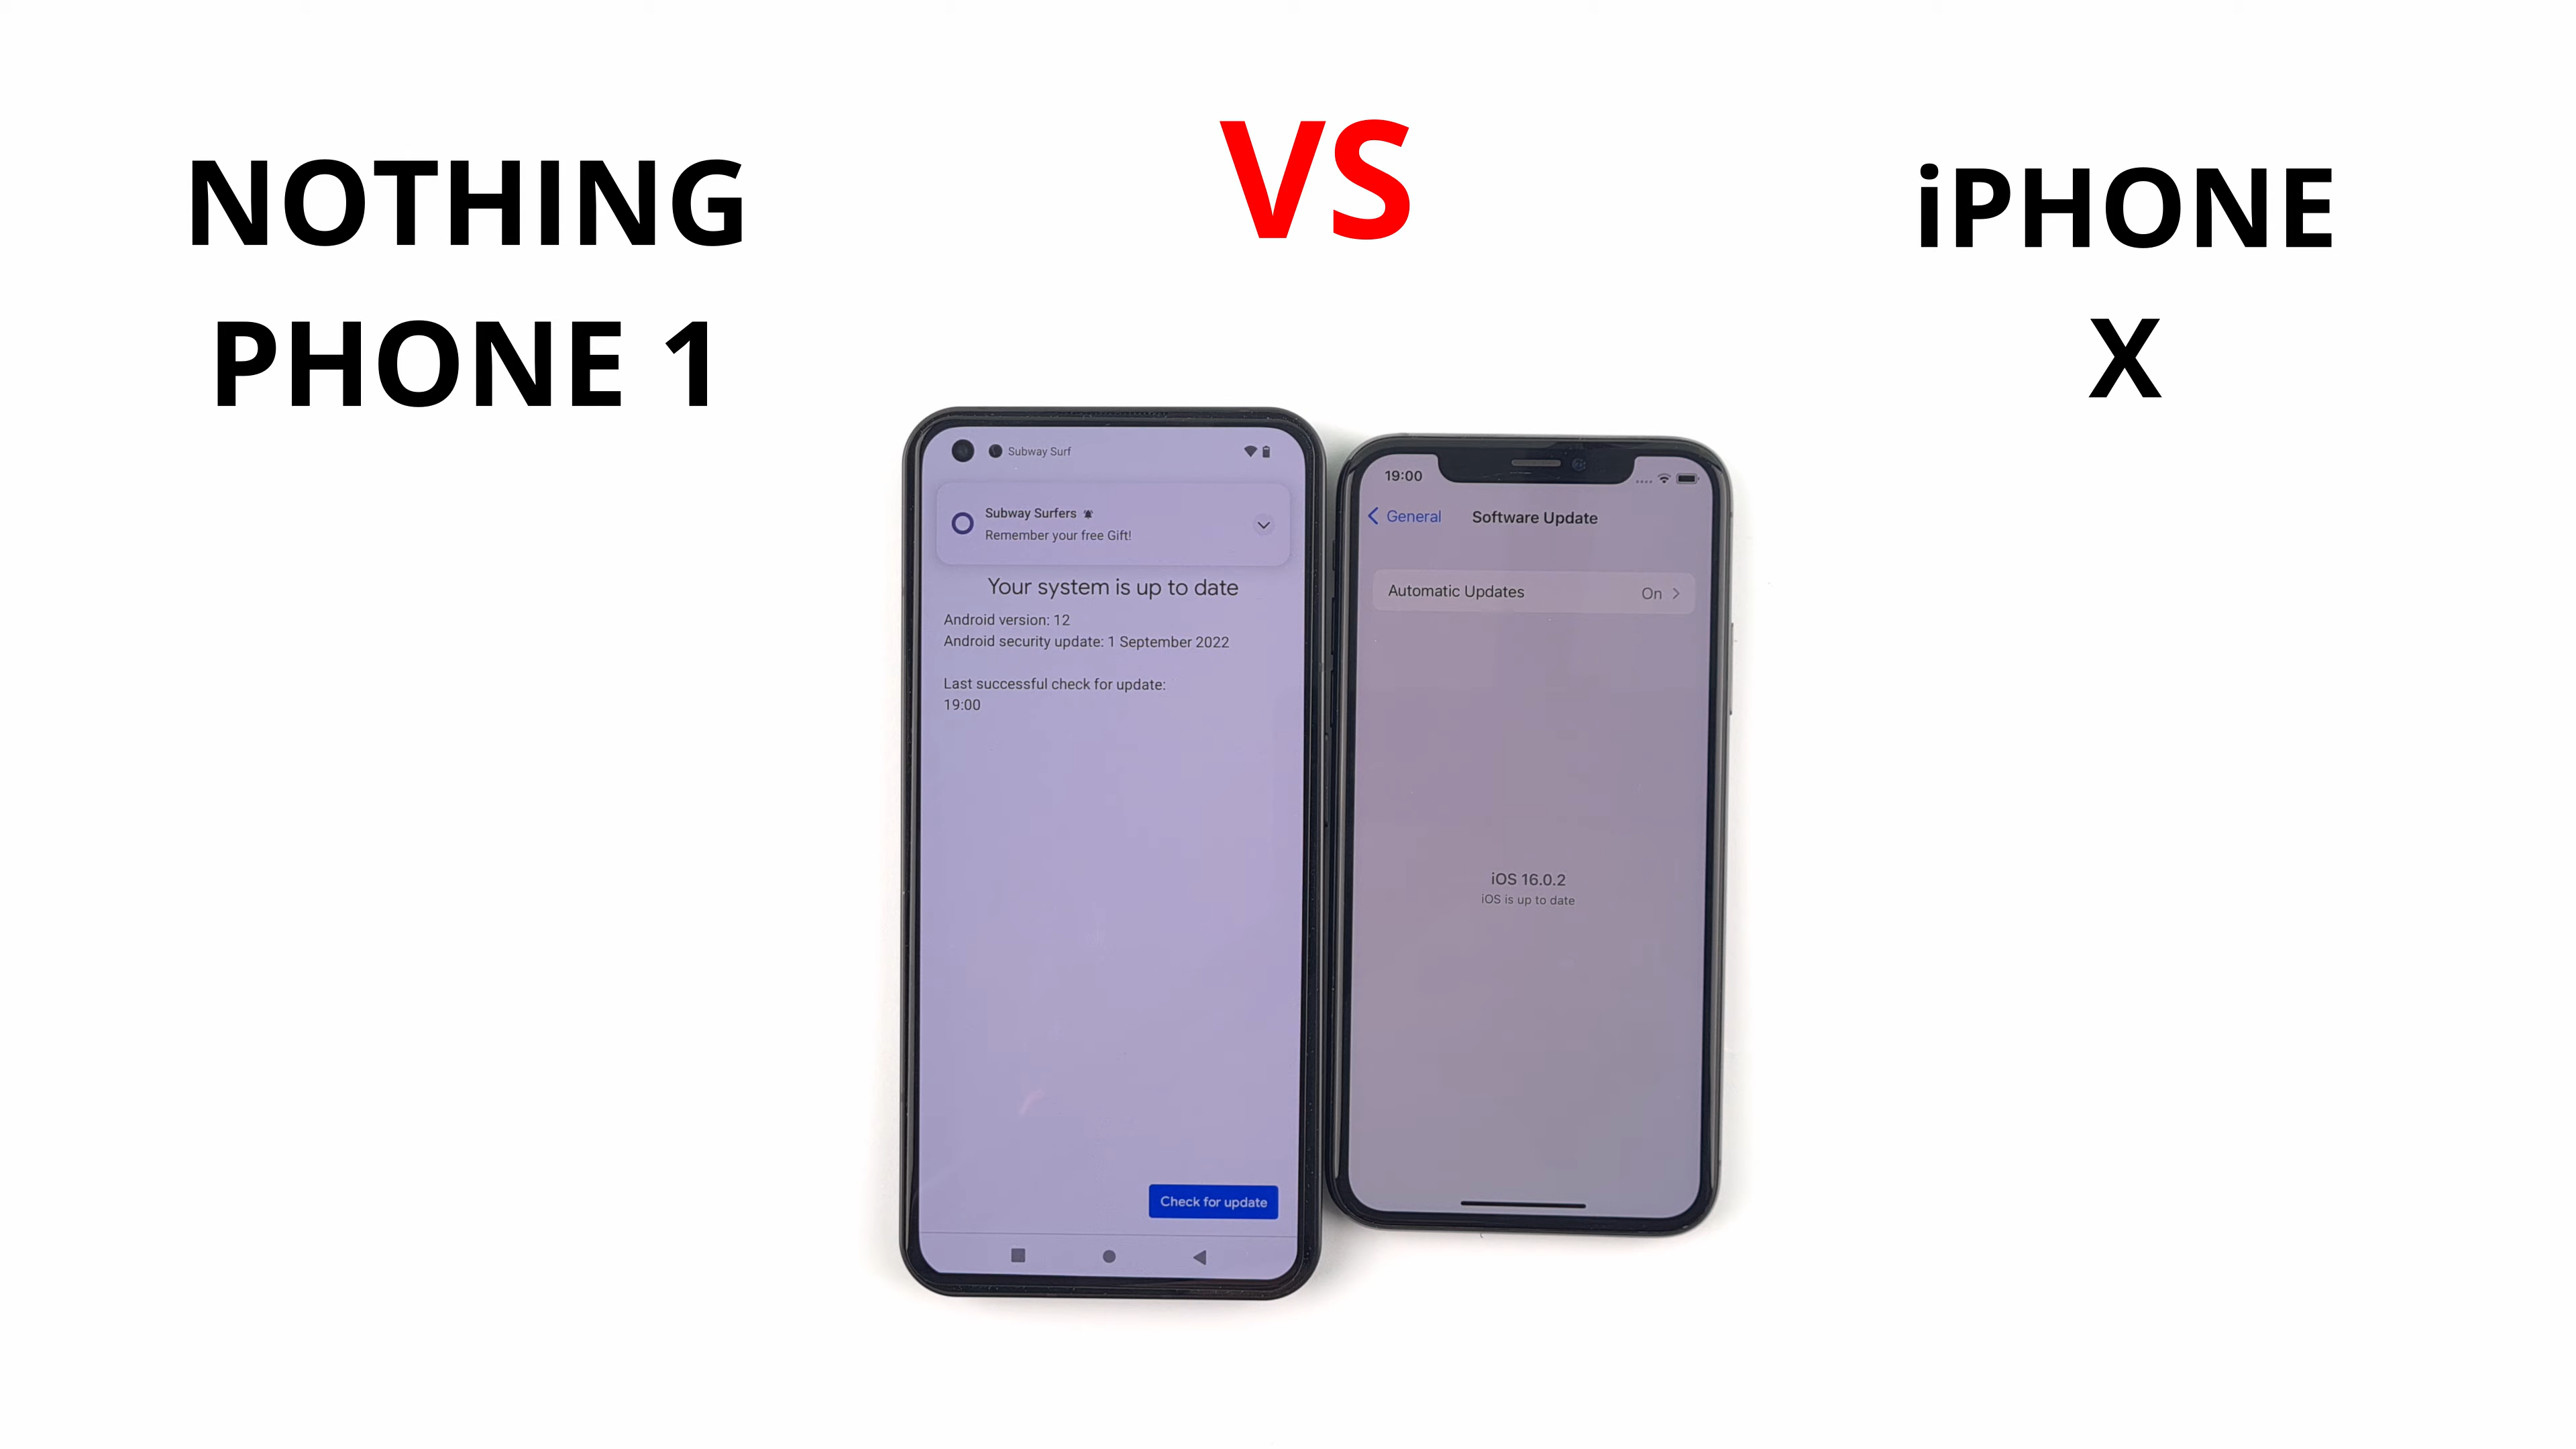 NOTHING
PHONE 1
VS
iPHONE
X
Subway Surf
Subway Surfers
Remember your free Gift!
Your system is up to date
Android version: 12
Android security update: 1 September 2022
Last successful check for update:
19:00
Check for update
19:00
General
Software Update
Automatic Updates
On
iOS 16.0.2
iOS is up to date